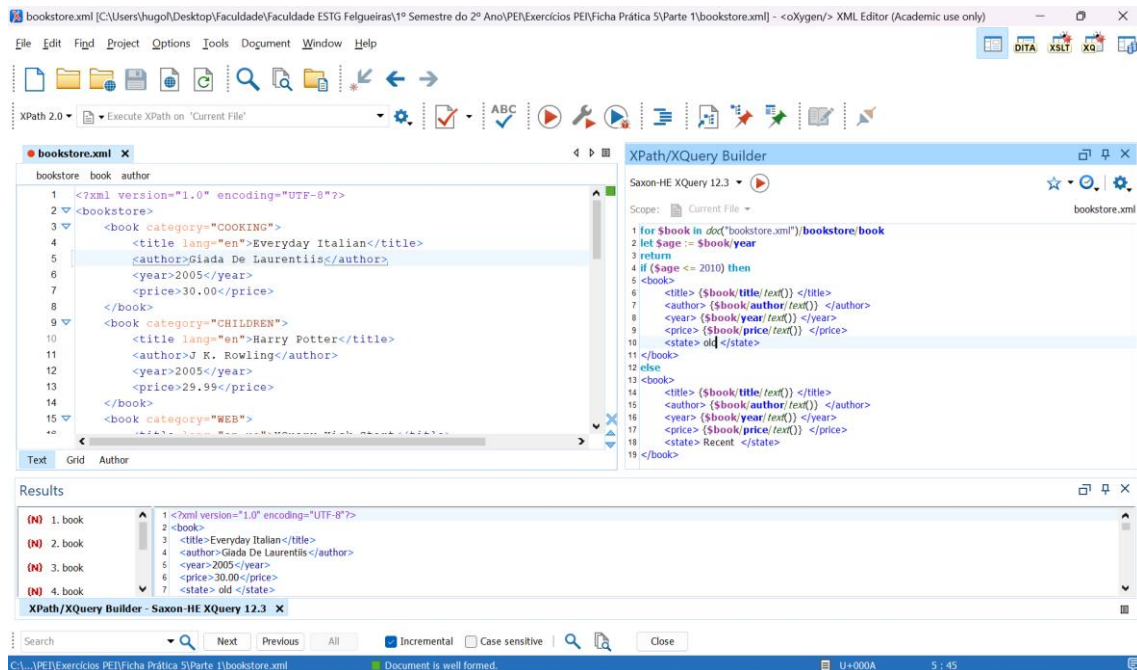 bookstore.xml [C:\Users\hugol\Desktop\Faculdade\Faculdade ESTG Felgueiras\1º Semestre do 2º Ano\PEI\Exercícios PEI\Ficha Prática 5\Parte 1\bookstore.xml] - <oXygen/> XML Editor (Academic use only)
File Edit Find Project Options Tools Document Window Help
DITA XSLT XQ
XPath 2.0 Execute XPath on 'Current File'
ABC
bookstore.xml
bookstore book author
1 <?xml version="1.0" encoding="UTF-8"?>
2 <bookstore>
3 <book category="COOKING">
4 <title lang="en">Everyday Italian</title>
5 <author>Giada De Laurentiis</author>
6 <year>2005</year>
7 <price>30.00</price>
8 </book>
9 <book category="CHILDREN">
10 <title lang="en">Harry Potter</title>
11 <author>J K. Rowling</author>
12 <year>2005</year>
13 <price>29.99</price>
14 </book>
15 <book category="WEB">
Text Grid Author
XPath/XQuery Builder
Saxon-HE XQuery 12.3
Scope: Current File bookstore.xml
1 for $book in doc("bookstore.xml")/bookstore/book
2 let $age := $book/year
3 return
4 if ($age <= 2010) then
5 <book>
6 <title> {$book/title/text()} </title>
7 <author> {$book/author/text()} </author>
8 <year> {$book/year/text()} </year>
9 <price> {$book/price/text()} </price>
10 <state> old </state>
11 </book>
12 else
13 <book>
14 <title> {$book/title/text()} </title>
15 <author> {$book/author/text()} </author>
16 <year> {$book/year/text()} </year>
17 <price> {$book/price/text()} </price>
18 <state> Recent </state>
19 </book>
Results
{N} 1. book
{N} 2. book
{N} 3. book
{N} 4. book
1 <?xml version="1.0" encoding="UTF-8"?>
2 <book>
3 <title>Everyday Italian</title>
4 <author>Giada De Laurentiis</author>
5 <year>2005</year>
6 <price>30.00</price>
7 <state> old </state>
XPath/XQuery Builder - Saxon-HE XQuery 12.3
Search Next Previous All Incremental Case sensitive Close
C:\...\PEI\Exercícios PEI\Ficha Prática 5\Parte 1\bookstore.xml Document is well formed. U+000A 5 : 45